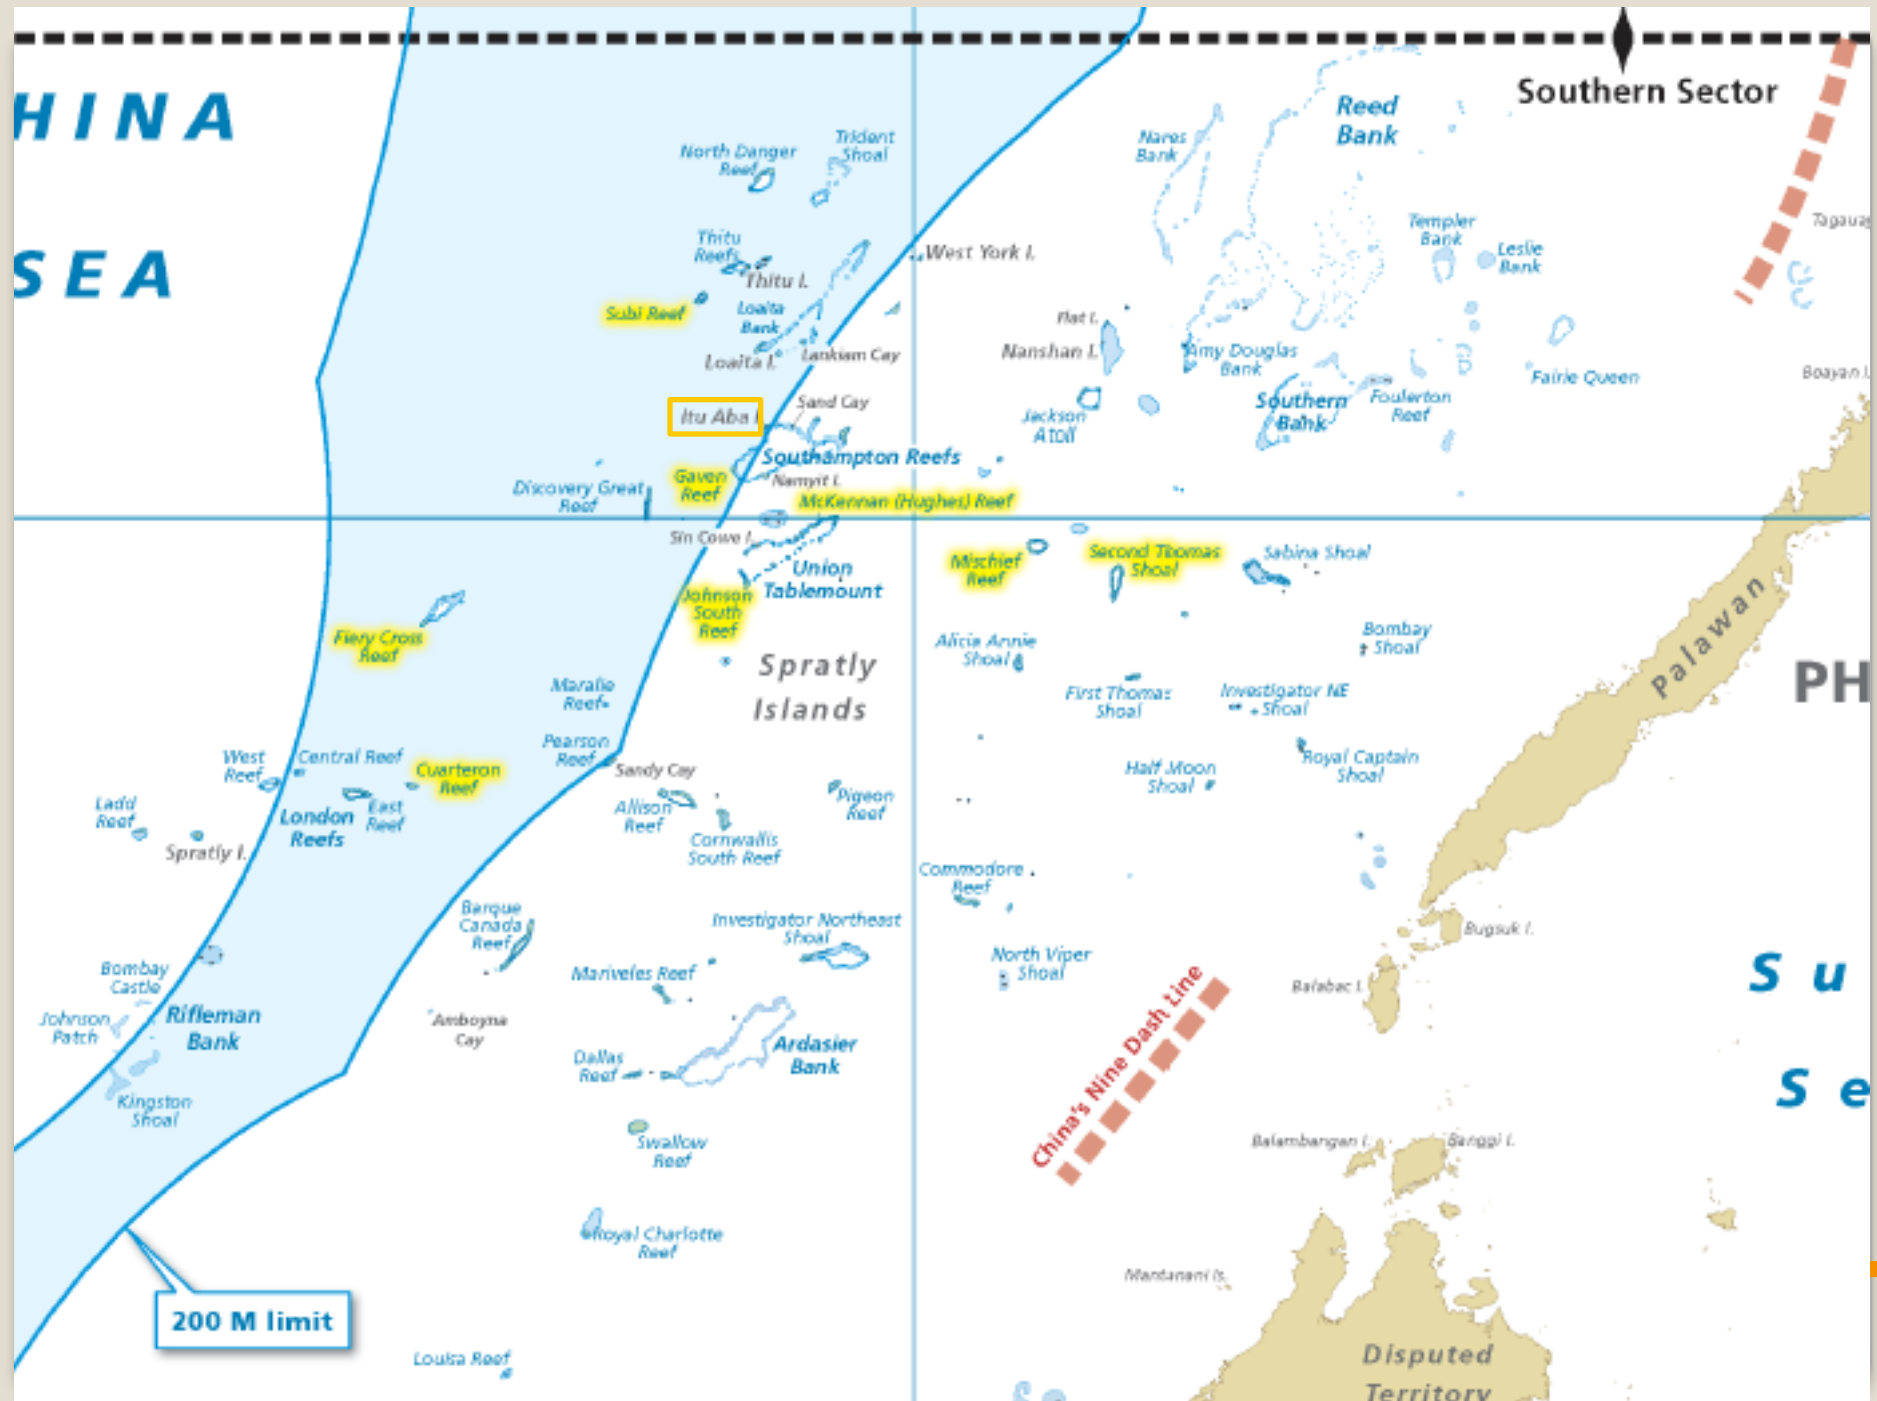 HINA
SEA
Southern Sector
Reed
Bank
Nares
Bank
Trident
Shoal
North Danger
Reef
Tagauay
Templer
Bank
Leslie
Bank
Thitu
Reefs
Thitu I.
West York I.
Subi Reef
Loaita
Bank
Flat I.
Nanshan I.
Amy Douglas
Bank
Loaita I.
Lankiam Cay
Fairie Queen
Boayan I.
Itu Aba I
Sand Cay
Jackson
Atoll
Southern
Bank
Foulerton
Reef
Southampton Reefs
Gaven
Reef
Namyit I.
Discovery Great
Reef
McKennan (Hughes) Reef
Sin Cowe I.
Union
Tablemount
Mischief
Reef
Second Thomas
Shoal
Sabina Shoal
Johnson
South
Reef
Fiery Cross
Reef
Alicia Annie
Shoal
Bombay
Shoal
Palawan
PH
Spratly
Islands
Maralie
Reef
First Thomas
Shoal
Investigator NE
Shoal
Pearson
Reef
West
Reef
Central Reef
Cuarteron
Reef
Sandy Cay
Half Moon
Shoal
Royal Captain
Shoal
Ladd
Reef
London
Reefs
East
Reef
Allison
Reef
Pigeon
Reef
Spratly I.
Cornwallis
South Reef
Commodore
Reef
Barque
Canada
Reef
Investigator Northeast
Shoal
Bugsuk I.
Bombay
Castle
Mariveles Reef
North Viper
Shoal
Balabac I.
Su
Johnson
Patch
Rifleman
Bank
Amboyna
Cay
China's Nine Dash Line
Ardasier
Bank
Dallas
Reef
Se
Kingston
Shoal
Swallow
Reef
Balambangan I.
Banggi I.
Royal Charlotte
Reef
Mantanani Is.
200 M limit
Louisa Reef
Disputed
Territory